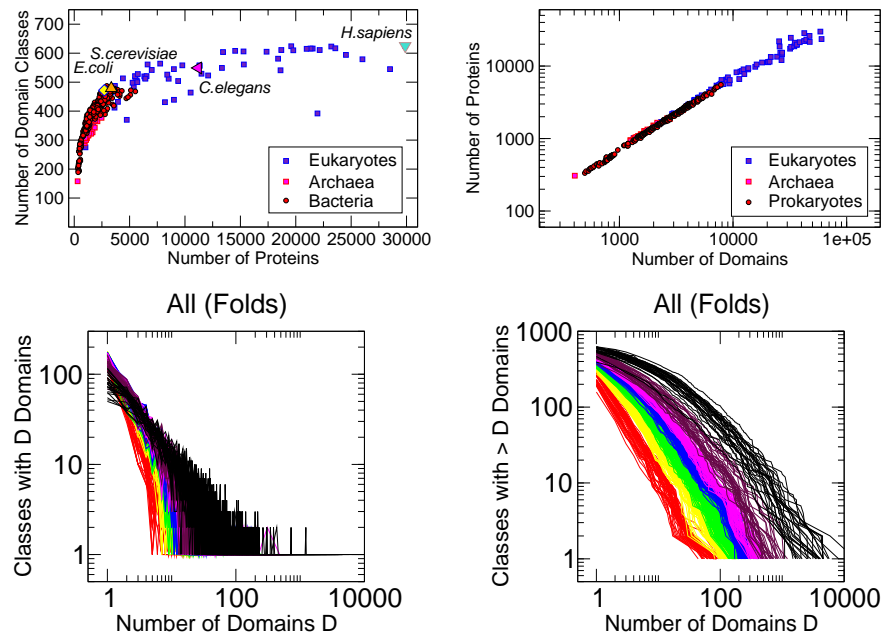 Number of Domain Classes
700
600
500
400
300
200
100
H.sapiens
S.cerevisiae
E.coli
C.elegans
Eukaryotes
Archaea
Bacteria
0 5000 10000 15000 20000 25000 30000
Number of Proteins
Number of Proteins
10000
1000
100
Eukaryotes
Archaea
Prokaryotes
1000 10000 1e+05
Number of Domains
All (Folds)
Classes with D Domains
100
10
1
1 100 10000
Number of Domains D
All (Folds)
Classes with > D Domains
1000
100
10
1
1 100 10000
Number of Domains D